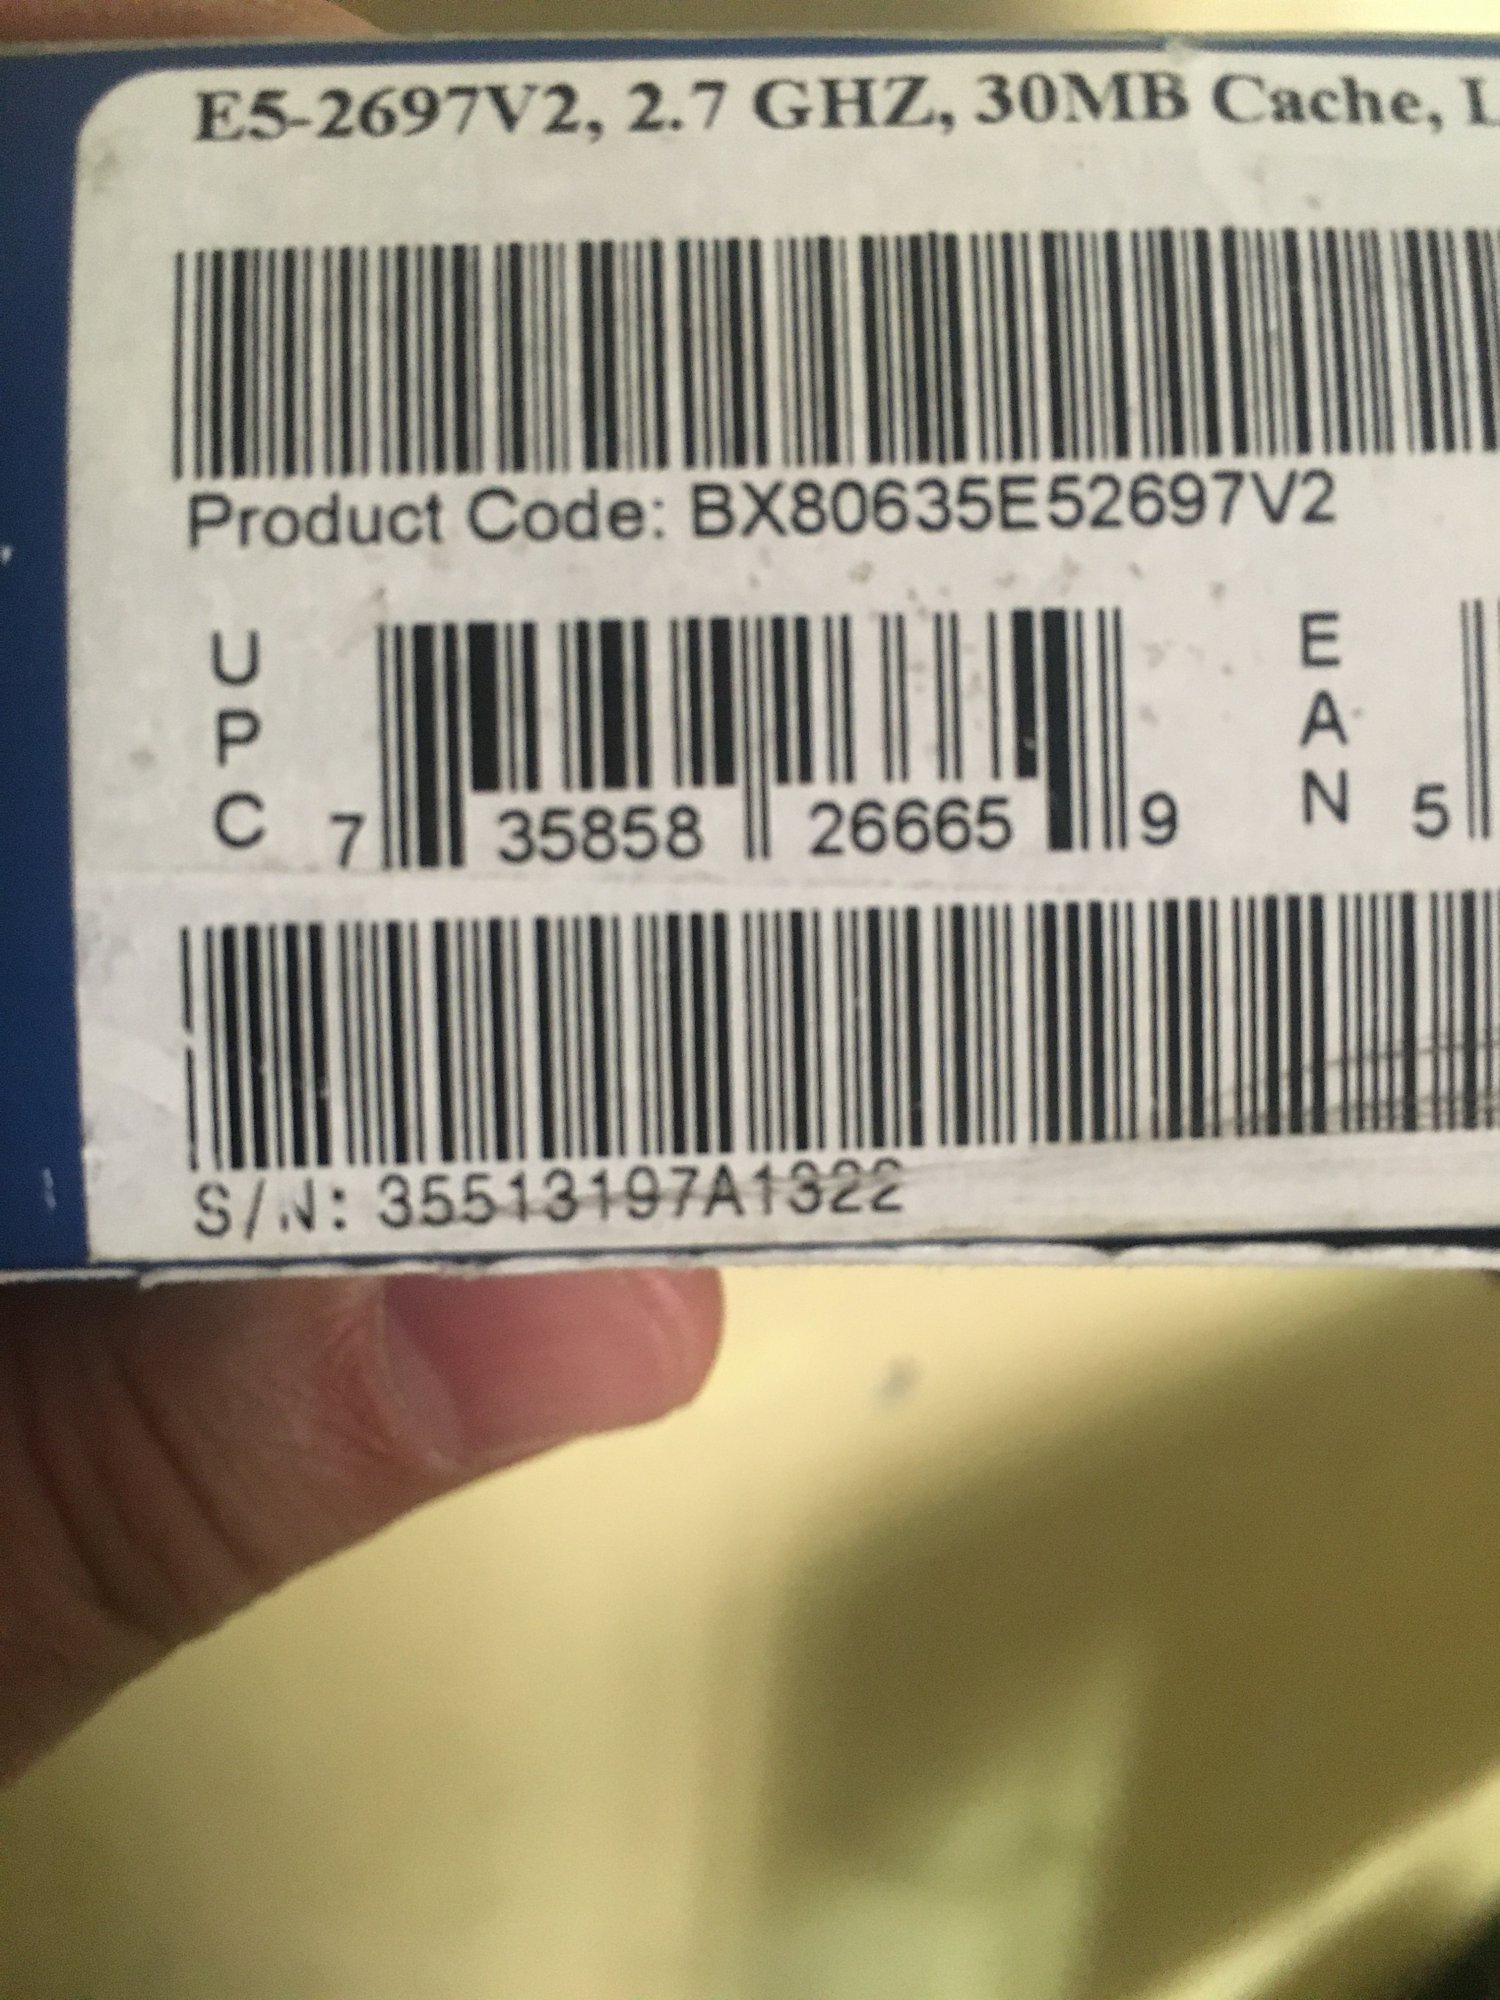 E5-2697V2, 2.7 GHZ, 30MB Cache, L
Product Code: BX80635E52697V2
UPC
7 35858 26665 9
EAN
5
S/N: 35513197A1322